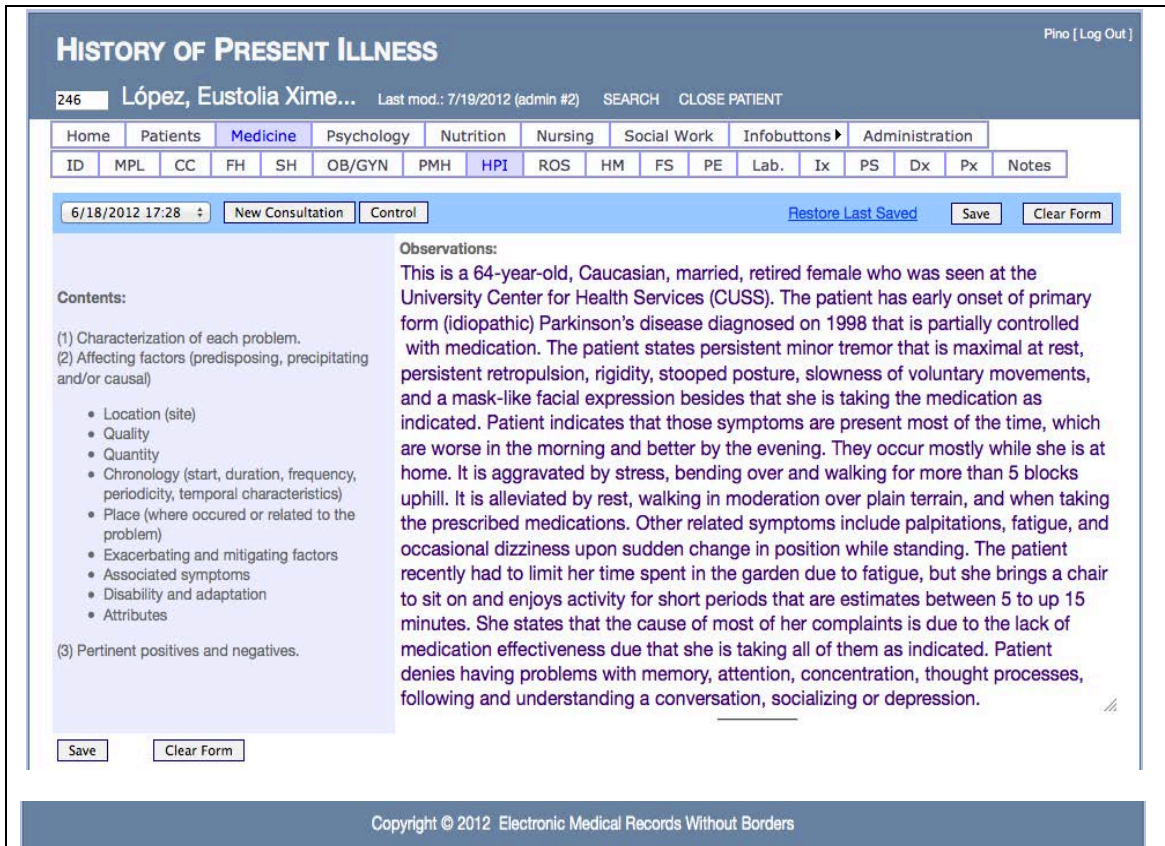 HISTORY OF PRESENT ILLNESS
Pino [ Log Out ]
246 López, Eustolia Xime... Last mod.: 7/19/2012 (admin #2) SEARCH CLOSE PATIENT
Home Patients Medicine Psychology Nutrition Nursing Social Work Infobuttons Administration
ID MPL CC FH SH OB/GYN PMH HPI ROS HM FS PE Lab. Ix PS Dx Px Notes
6/18/2012 17:28 New Consultation Control Restore Last Saved Save Clear Form
Contents:
(1) Characterization of each problem.
(2) Affecting factors (predisposing, precipitating
and/or causal)
• Location (site)
• Quality
• Quantity
• Chronology (start, duration, frequency,
periodicity, temporal characteristics)
• Place (where occured or related to the
problem)
• Exacerbating and mitigating factors
• Associated symptoms
• Disability and adaptation
• Attributes
(3) Pertinent positives and negatives.
Observations:
This is a 64-year-old, Caucasian, married, retired female who was seen at the
University Center for Health Services (CUSS). The patient has early onset of primary
form (idiopathic) Parkinson's disease diagnosed on 1998 that is partially controlled
with medication. The patient states persistent minor tremor that is maximal at rest,
persistent retropulsion, rigidity, stooped posture, slowness of voluntary movements,
and a mask-like facial expression besides that she is taking the medication as
indicated. Patient indicates that those symptoms are present most of the time, which
are worse in the morning and better by the evening. They occur mostly while she is at
home. It is aggravated by stress, bending over and walking for more than 5 blocks
uphill. It is alleviated by rest, walking in moderation over plain terrain, and when taking
the prescribed medications. Other related symptoms include palpitations, fatigue, and
occasional dizziness upon sudden change in position while standing. The patient
recently had to limit her time spent in the garden due to fatigue, but she brings a chair
to sit on and enjoys activity for short periods that are estimates between 5 to up 15
minutes. She states that the cause of most of her complaints is due to the lack of
medication effectiveness due that she is taking all of them as indicated. Patient
denies having problems with memory, attention, concentration, thought processes,
following and understanding a conversation, socializing or depression.
Save Clear Form
Copyright © 2012 Electronic Medical Records Without Borders